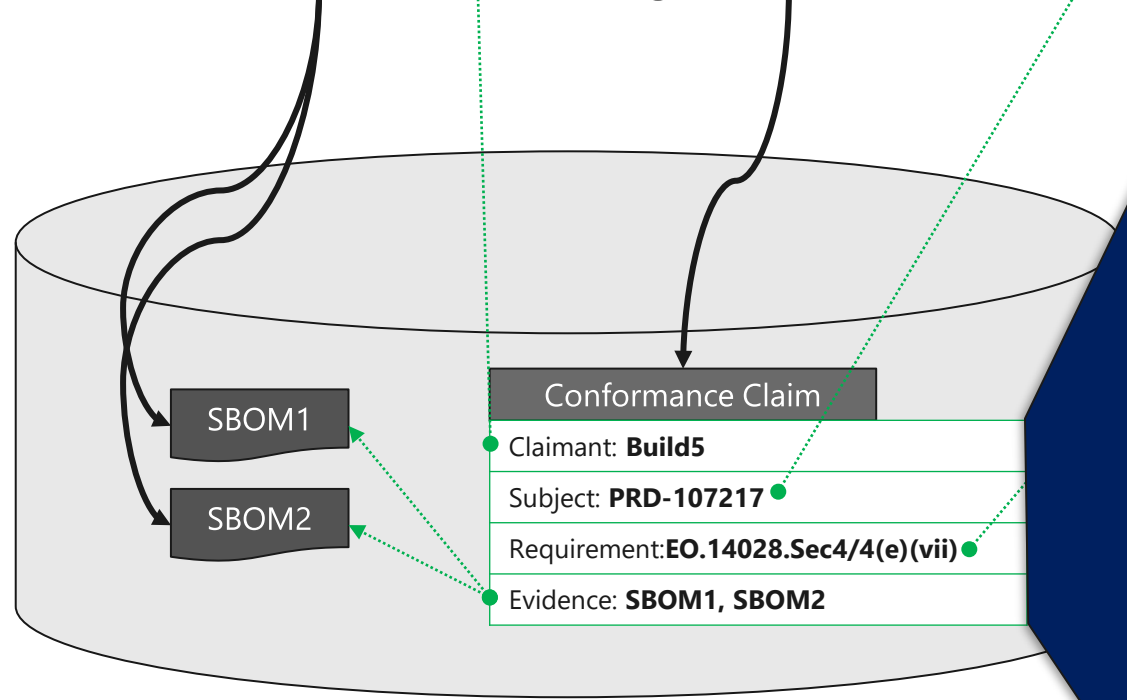 Conformance Claim
SBOM1
Claimant: Build5
Subject: PRD-107217
SBOM2
Requirement:EO.14028.Sec4/4(e)(vii)
Evidence: SBOM1, SBOM2